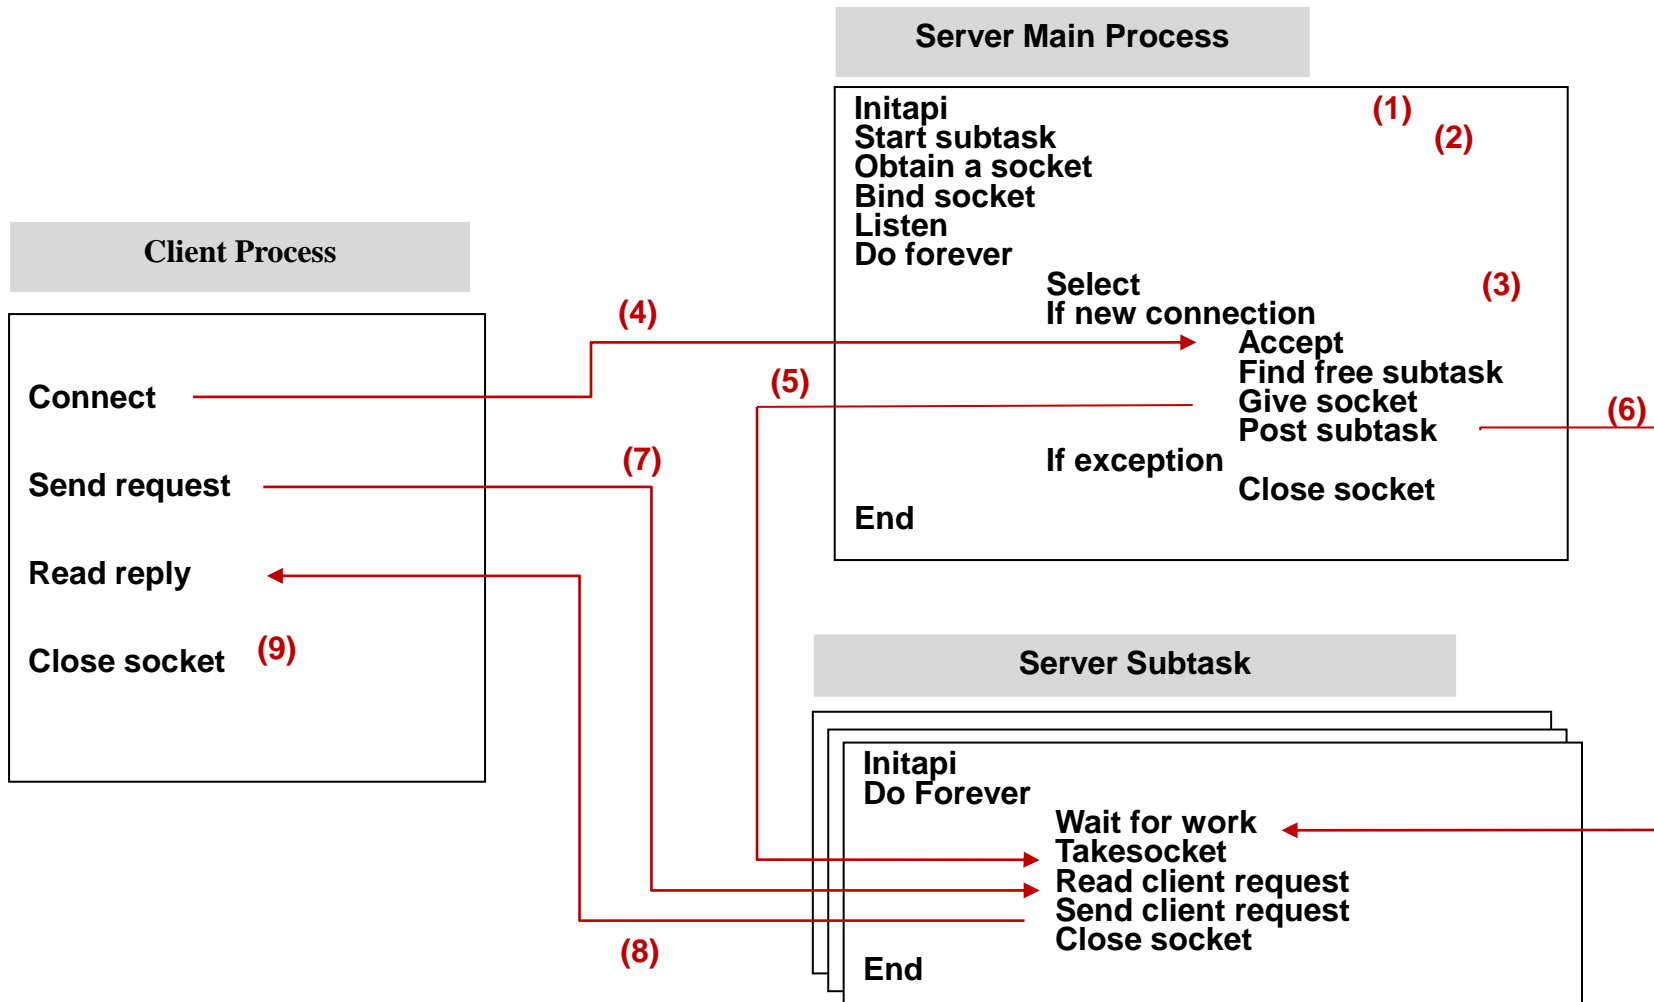 Server Main Process
Initapi (1)
Start subtask (2)
Obtain a socket
Bind socket
Listen
Do forever
Select (3)
If new connection
Accept
Find free subtask
Give socket
Post subtask
If exception
Close socket
End
Client Process
Connect
Send request
Read reply
Close socket (9)
(4)
(5)
(6)
(7)
(8)
Server Subtask
Initapi
Do Forever
Wait for work
Takesocket
Read client request
Send client request
Close socket
End